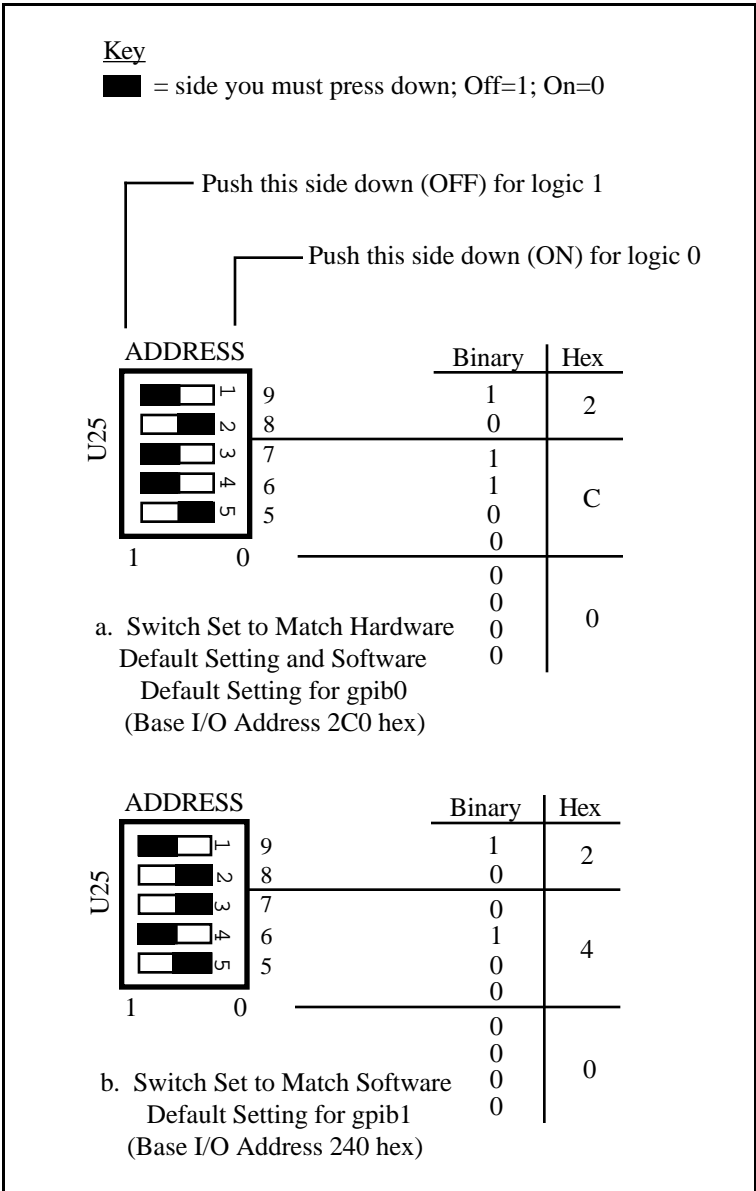 Key
= side you must press down; Off=1; On=0
Push this side down (OFF) for logic 1
Push this side down (ON) for logic 0
ADDRESS
U25
1 9
2 8
3 7
4 6
5 5
1 0
Binary Hex
1
0
2
1
1
0
0
C
0
0
0
0
0
a. Switch Set to Match Hardware
Default Setting and Software
Default Setting for gpib0
(Base I/O Address 2C0 hex)
ADDRESS
U25
1 9
2 8
3 7
4 6
5 5
1 0
Binary Hex
1
0
2
0
1
0
0
4
0
0
0
0
0
b. Switch Set to Match Software
Default Setting for gpib1
(Base I/O Address 240 hex)